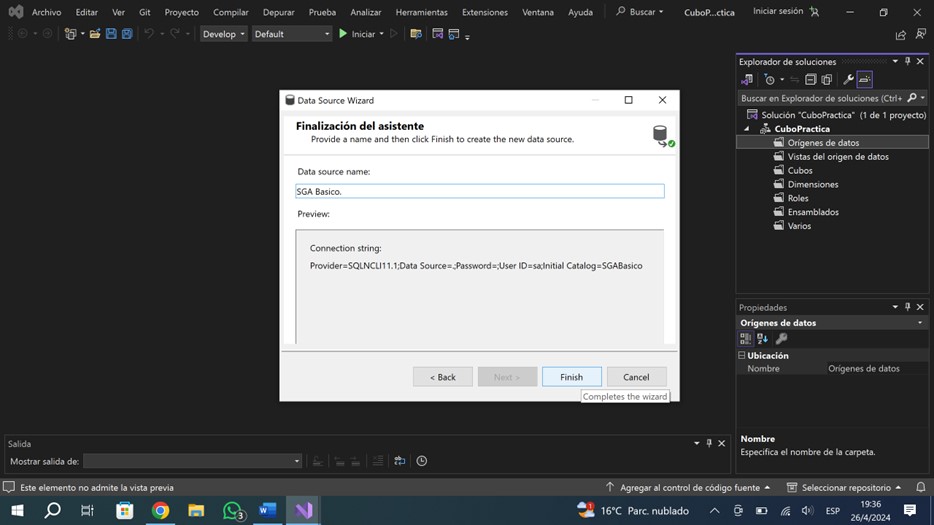 Archivo Editar Ver Git Proyecto Compilar Depurar Prueba Analizar Herramientas Extensiones Ventana Ayuda Buscar CuboP...ctica Iniciar sesión
Develop Default Iniciar
Explorador de soluciones
Buscar en Explorador de soluciones (Ctrl+
Solución "CuboPractica" (1 de 1 proyecto)
CuboPractica
Orígenes de datos
Vistas del origen de datos
Cubos
Dimensiones
Roles
Ensamblados
Varios
Data Source Wizard
Finalización del asistente
Provide a name and then click Finish to create the new data source.
Data source name:
SGA Basico.
Preview:
Connection string:
Provider=SQLNCLI11.1;Data Source=.;Password=;User ID=sa;Initial Catalog=SGABasico
< Back Next > Finish Cancel
Completes the wizard
Propiedades
Orígenes de datos
Ubicación
Nombre Orígenes de datos
Nombre
Especifica el nombre de la carpeta.
Salida
Mostrar salida de:
Este elemento no admite la vista previa Agregar al control de código fuente Seleccionar repositorio
3 W 1 16°C Parc. nublado ESP 19:36
26/4/2024